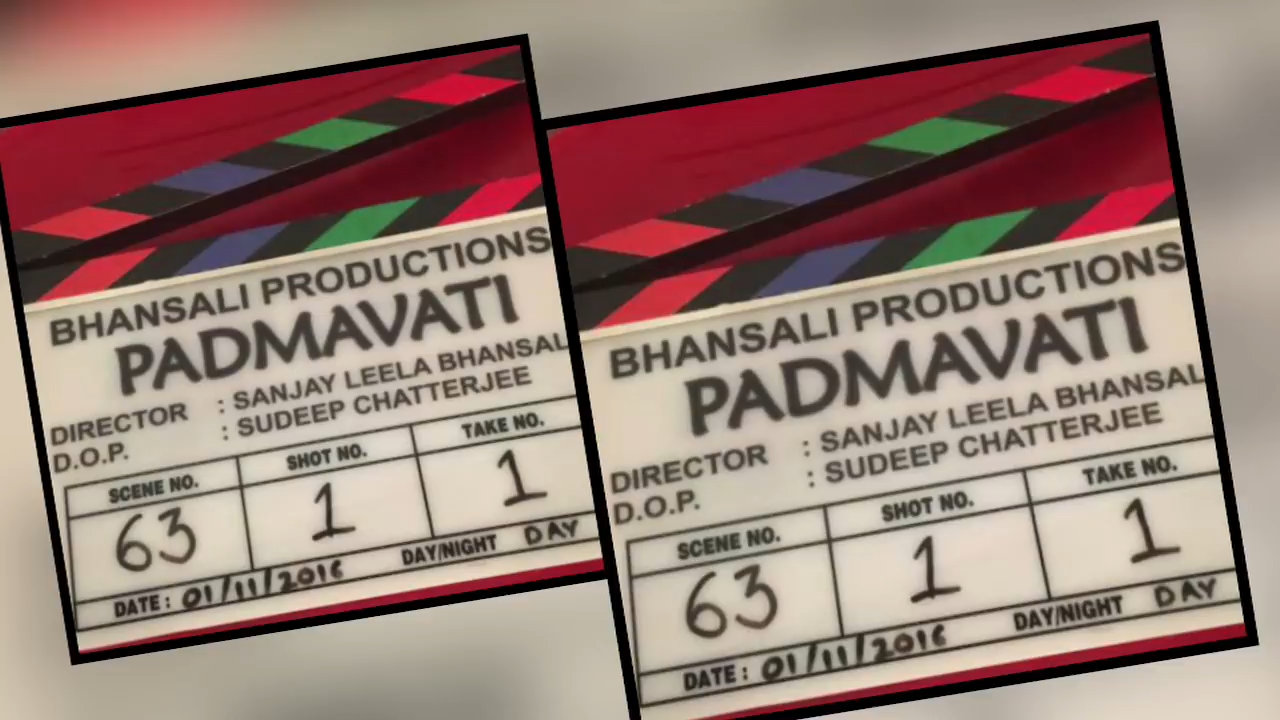 BHANSALI PRODUCTIONS
PADMAVATI
DIRECTOR : SANJAY LEELA BHANSAL
D.O.P. : SUDEEP CHATTERJEE
SCENE NO. SHOT NO. TAKE NO.
63 1 1
DATE: 01/11/2016 DAY/NIGHT DAY
BHANSALI PRODUCTIONS
PADMAVATI
DIRECTOR : SANJAY LEELA BHANSAL
D.O.P. : SUDEEP CHATTERJEE
SCENE NO. SHOT NO. TAKE NO.
63 1 1
DATE: 01/11/2016 DAY/NIGHT DAY